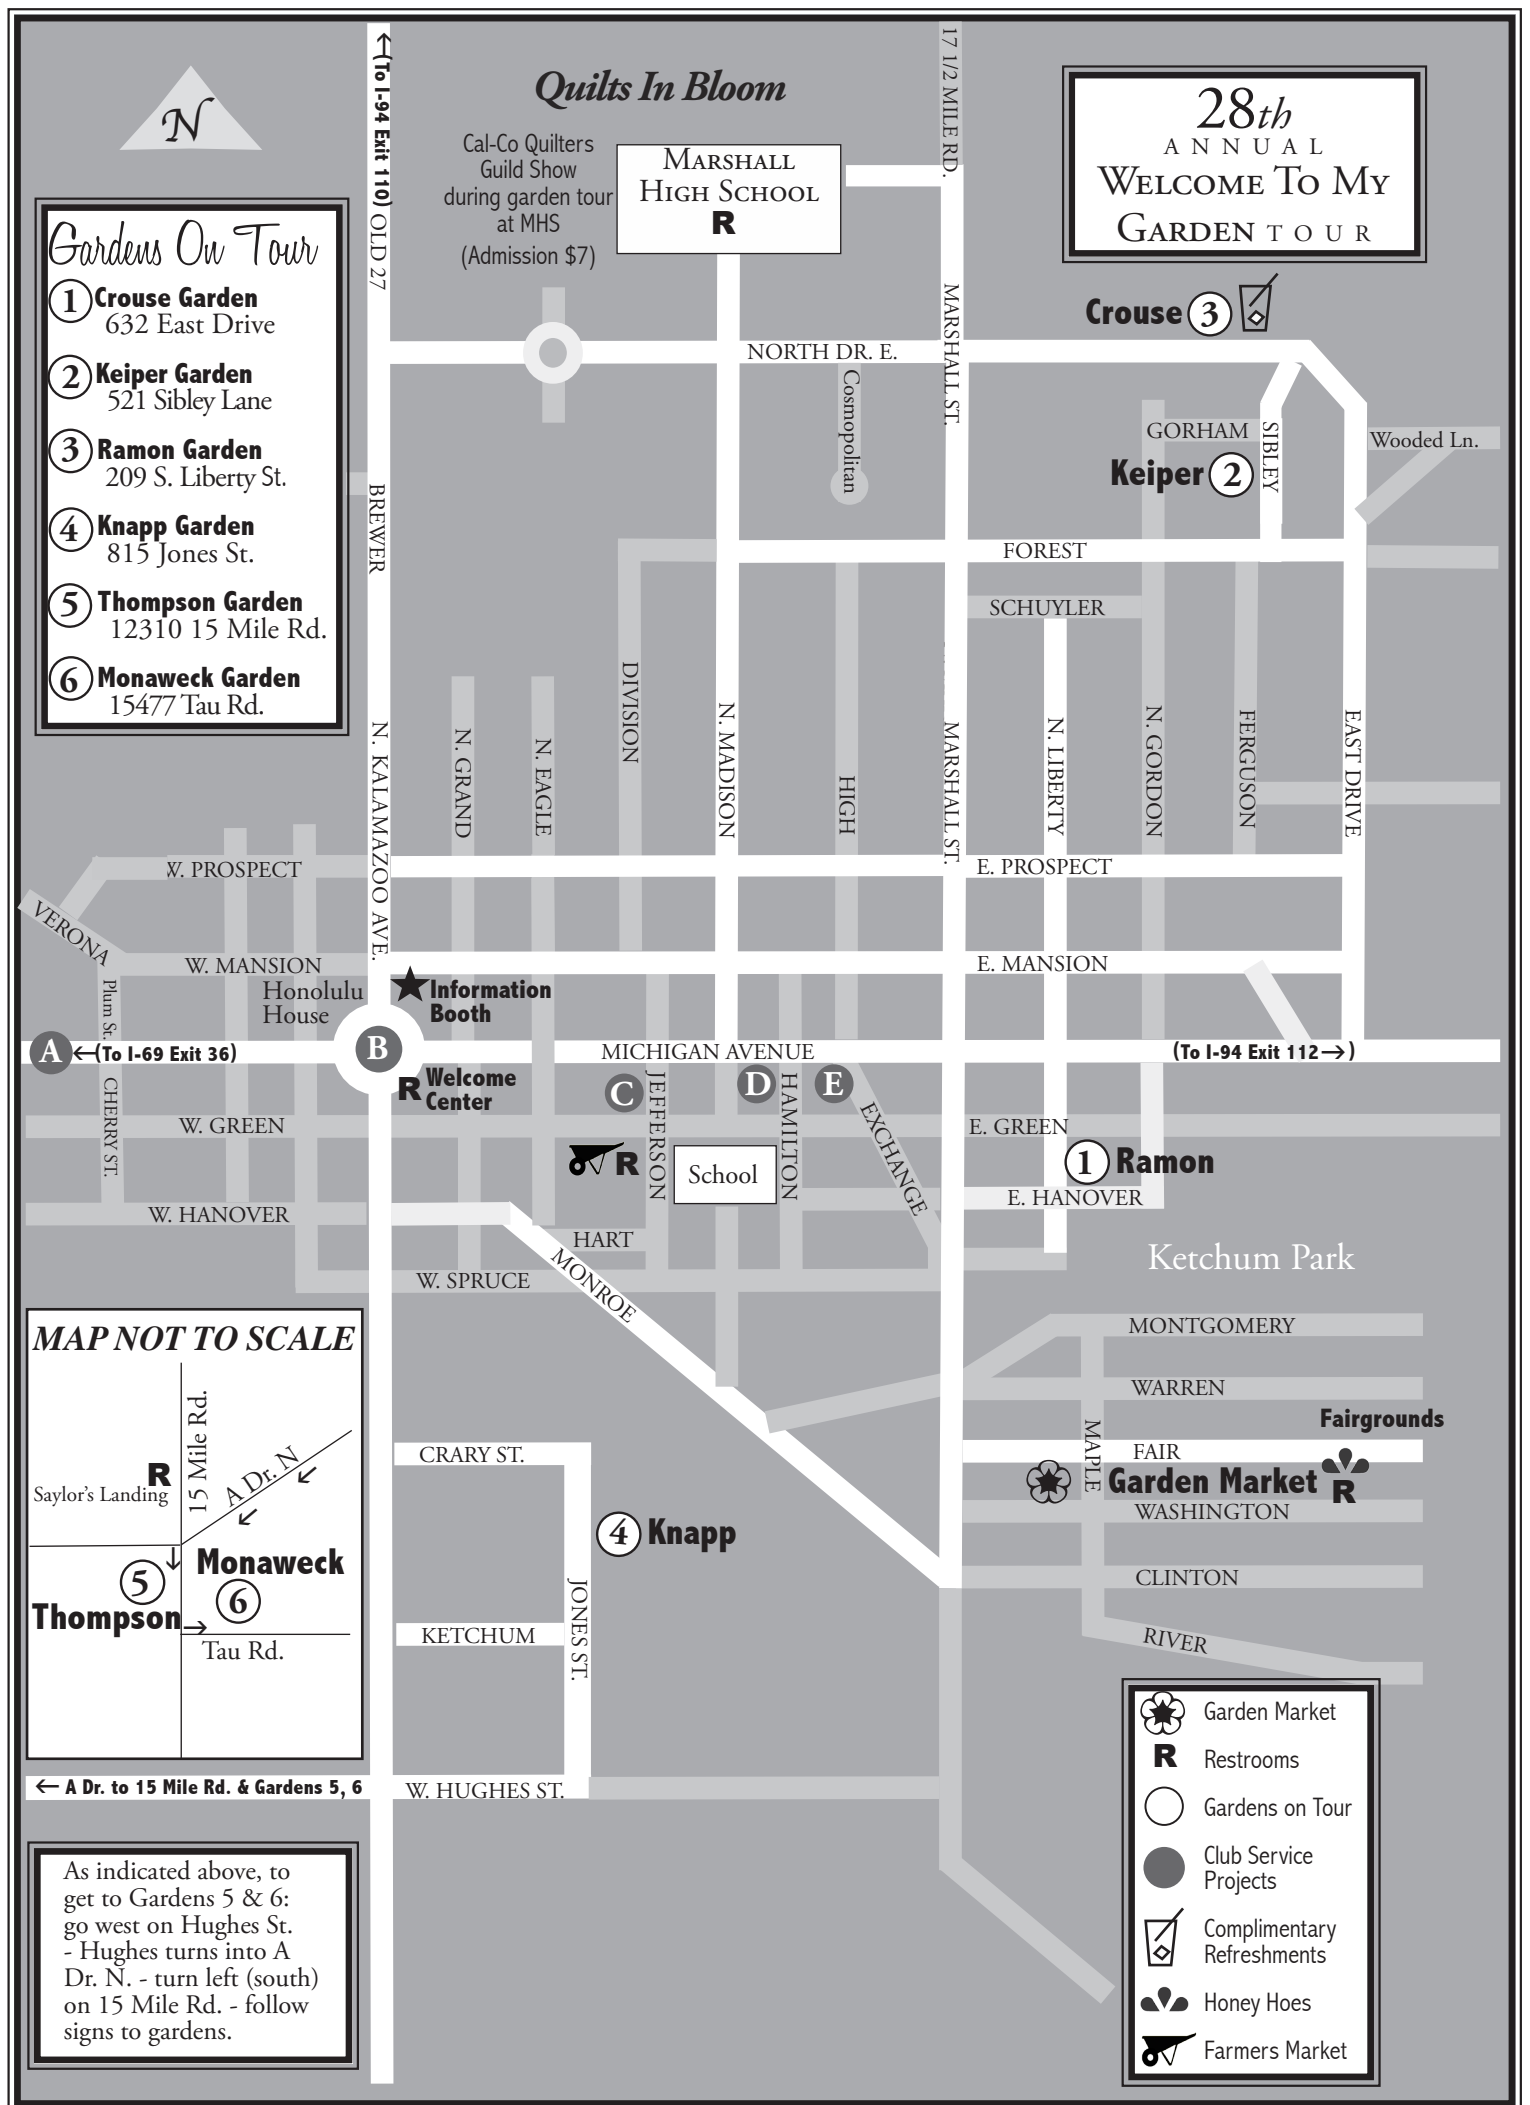 (To I-94 Exit 110)
OLD 27
Quilts In Bloom
17 1/2 MILE RD.
N
Cal-Co Quilters
Guild Show
during garden tour
at MHS
(Admission $7)
MARSHALL
HIGH SCHOOL
R
28th
ANNUAL
WELCOME TO MY
GARDEN TOUR
Gardens On Tour
1 Crouse Garden
632 East Drive
2 Keiper Garden
521 Sibley Lane
3 Ramon Garden
209 S. Liberty St.
4 Knapp Garden
815 Jones St.
5 Thompson Garden
12310 15 Mile Rd.
6 Monaweck Garden
15477 Tau Rd.
Crouse 3
MARSHALL ST.
NORTH DR. E.
Cosmopolitan
GORHAM
SIBLEY
Wooded Ln.
Keiper 2
BREWER
FOREST
SCHUYLER
DIVISION
N. KALAMAZOO AVE.
N. GRAND
N. EAGLE
N. MADISON
HIGH
MARSHALL ST.
N. LIBERTY
N. GORDON
FERGUSON
EAST DRIVE
W. PROSPECT
E. PROSPECT
VERONA
W. MANSION
E. MANSION
Plum St.
Honolulu
House
Information
Booth
A
(To I-69 Exit 36)
B
MICHIGAN AVENUE
(To I-94 Exit 112)
CHERRY ST.
R Welcome
Center
C
JEFFERSON
D
HAMILTON
E
EXCHANGE
W. GREEN
E. GREEN
R
School
1 Ramon
W. HANOVER
E. HANOVER
HART
MONROE
Ketchum Park
W. SPRUCE
MONTGOMERY
WARREN
MAP NOT TO SCALE
15 Mile Rd.
A Dr. N
R
Saylor's Landing
Monaweck
5
6
Thompson
Tau Rd.
CRARY ST.
4 Knapp
JONES ST.
KETCHUM
MAPLE
Fairgrounds
FAIR
Garden Market
R
WASHINGTON
CLINTON
RIVER
A Dr. to 15 Mile Rd. & Gardens 5, 6
W. HUGHES ST.
As indicated above, to
get to Gardens 5 & 6:
go west on Hughes St.
- Hughes turns into A
Dr. N. - turn left (south)
on 15 Mile Rd. - follow
signs to gardens.
Garden Market
R Restrooms
Gardens on Tour
Club Service
Projects
Complimentary
Refreshments
Honey Hoes
Farmers Market